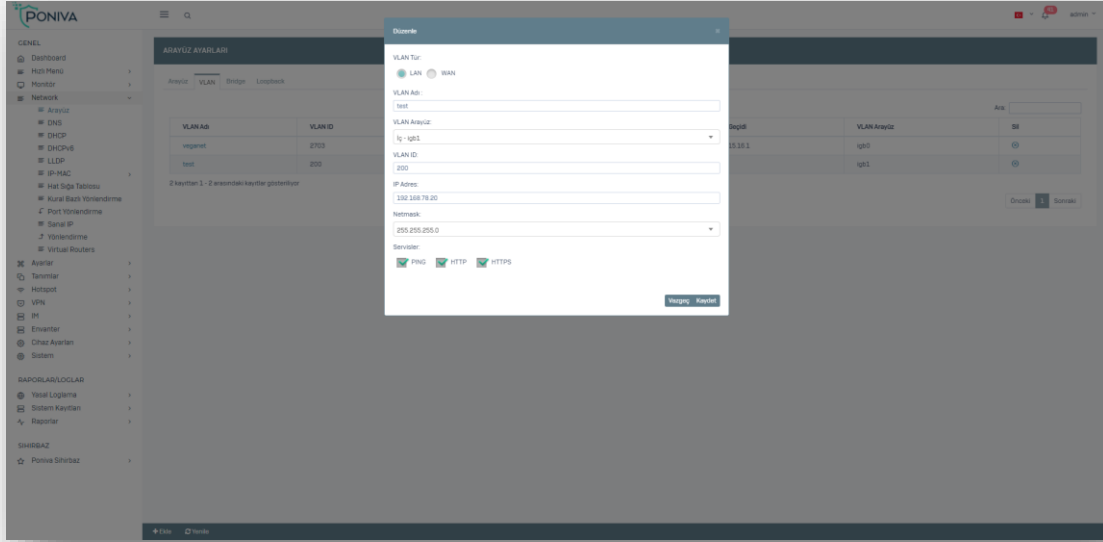 PONIVA
admin
GENEL
Dashboard
Hızlı Menü
Monitör
Network
Arayüz
DNS
DHCP
DHCPv6
LLDP
IP-MAC
Hat Sığa Tablosu
Kural Bazlı Yönlendirme
Port Yönlendirme
Sanal IP
Yönlendirme
Virtual Routers
Ayarlar
Tanımlar
Hotspot
VPN
IM
Envanter
Cihaz Ayarları
Sistem
RAPORLAR/LOGLAR
Yasal Loglama
Sistem Kayıtları
Raporlar
SİHİRBAZ
Poniva Sihirbaz
ARAYÜZ AYARLARI
Arayüz VLAN Bridge Loopback
Ara:
VLAN Adı VLAN ID Geçidi VLAN Arayüz Sil
veganet 2703 15.16.1 igb0
test 200 igb1
2 kayıttan 1 - 2 arasındaki kayıtlar gösteriliyor
Önceki 1 Sonraki
Düzenle
VLAN Tür:
LAN WAN
VLAN Adı:
test
VLAN Arayüz:
İç - igb1
VLAN ID:
200
IP Adres:
192.168.78.20
Netmask:
255.255.255.0
Servisler:
PING HTTP HTTPS
Vazgeç Kaydet
+ Ekle Yenile